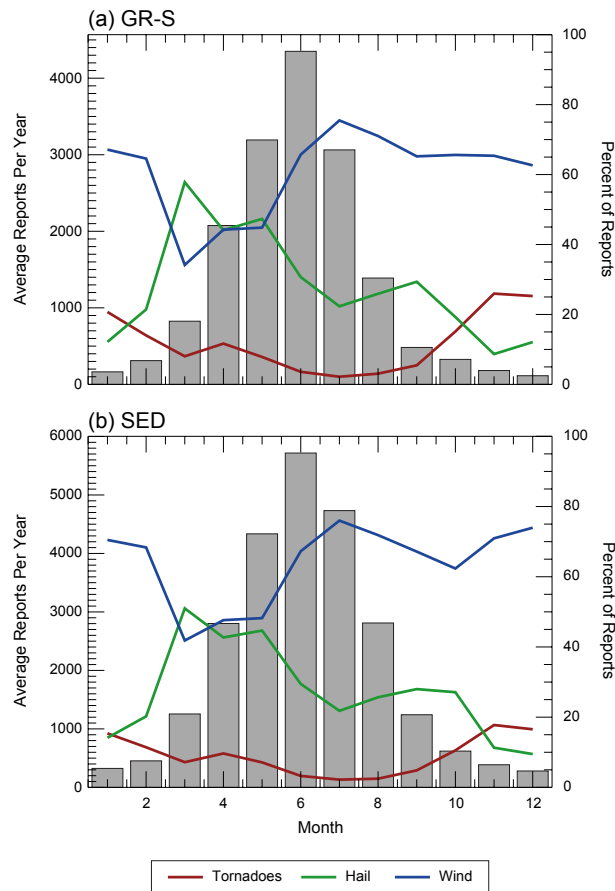 (a) GR-S
Average Reports Per Year
4000
3000
2000
1000
0
100
80
60
40
20
0
Percent of Reports
(b) SED
Average Reports Per Year
6000
5000
4000
3000
2000
1000
0
100
80
60
40
20
0
Percent of Reports
2 4 6 8 10 12
Month
Tornadoes Hail Wind